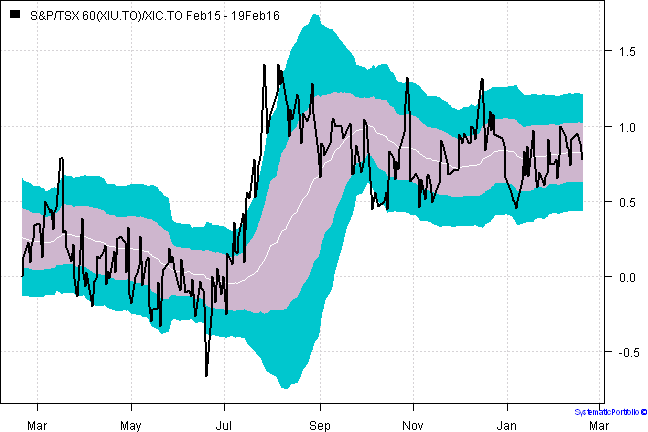 S&P/TSX 60(XIU.TO)/XIC.TO Feb15 - 19Feb16
1.5
1.0
0.5
0.0
-0.5
SystematicPortfolio ©
Mar May Jul Sep Nov Jan Mar